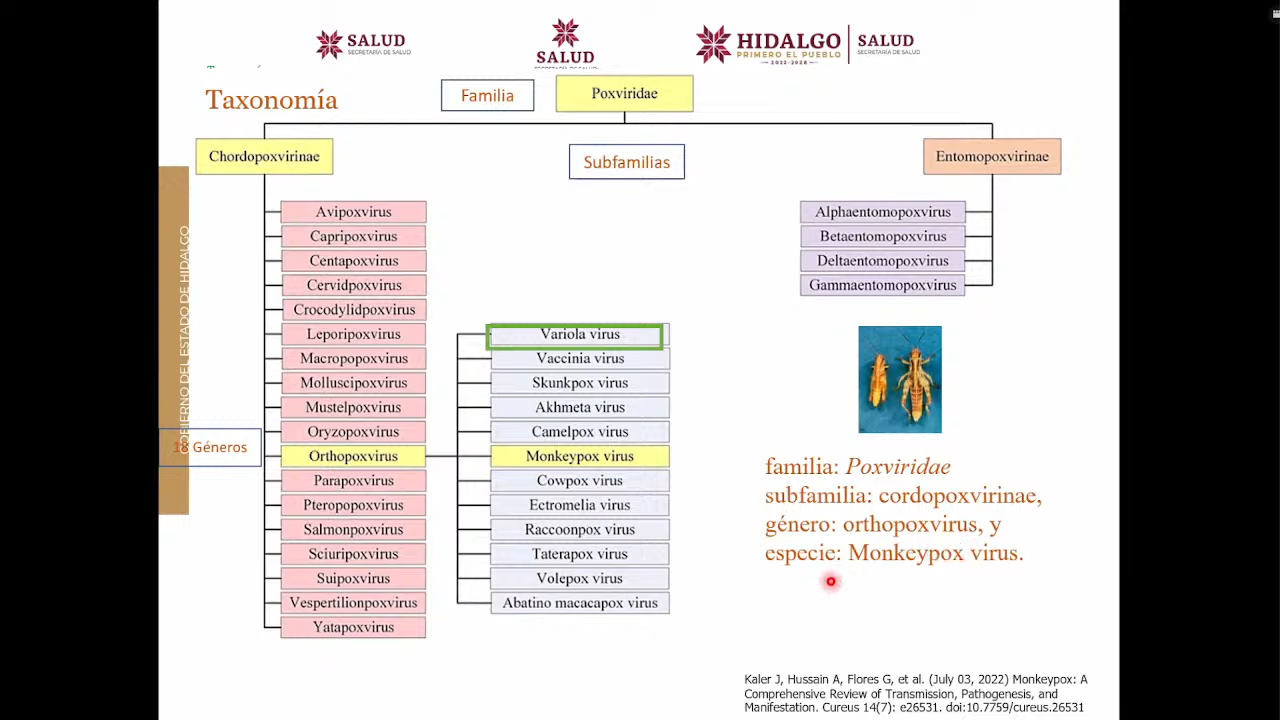 SALUD
SECRETARÍA DE SALUD
SALUD
HIDALGO
PRIMERO EL PUEBLO
2022-2028
SALUD
SECRETARÍA DE SALUD
Taxonomía
Familia
Poxviridae
Chordopoxvirinae
Subfamilias
Entomopoxvirinae
GOBIERNO DEL ESTADO DE HIDALGO
18 Géneros
Avipoxvirus
Capripoxvirus
Centapoxvirus
Cervidpoxvirus
Crocodylidpoxvirus
Leporipoxvirus
Macropopoxvirus
Molluscipoxvirus
Mustelpoxvirus
Oryzopoxvirus
Orthopoxvirus
Parapoxvirus
Pteropopoxvirus
Salmonpoxvirus
Sciuripoxvirus
Suipoxvirus
Vespertilionpoxvirus
Yatapoxvirus
Variola virus
Vaccinia virus
Skunkpox virus
Akhmeta virus
Camelpox virus
Monkeypox virus
Cowpox virus
Ectromelia virus
Raccoonpox virus
Taterapox virus
Volepox virus
Abatino macacapox virus
Alphaentomopoxvirus
Betaentomopoxvirus
Deltaentomopoxvirus
Gammaentomopoxvirus
familia: Poxviridae
subfamilia: cordopoxvirinae,
género: orthopoxvirus, y
especie: Monkeypox virus.
Kaler J, Hussain A, Flores G, et al. (July 03, 2022) Monkeypox: A
Comprehensive Review of Transmission, Pathogenesis, and
Manifestation. Cureus 14(7): e26531. doi:10.7759/cureus.26531